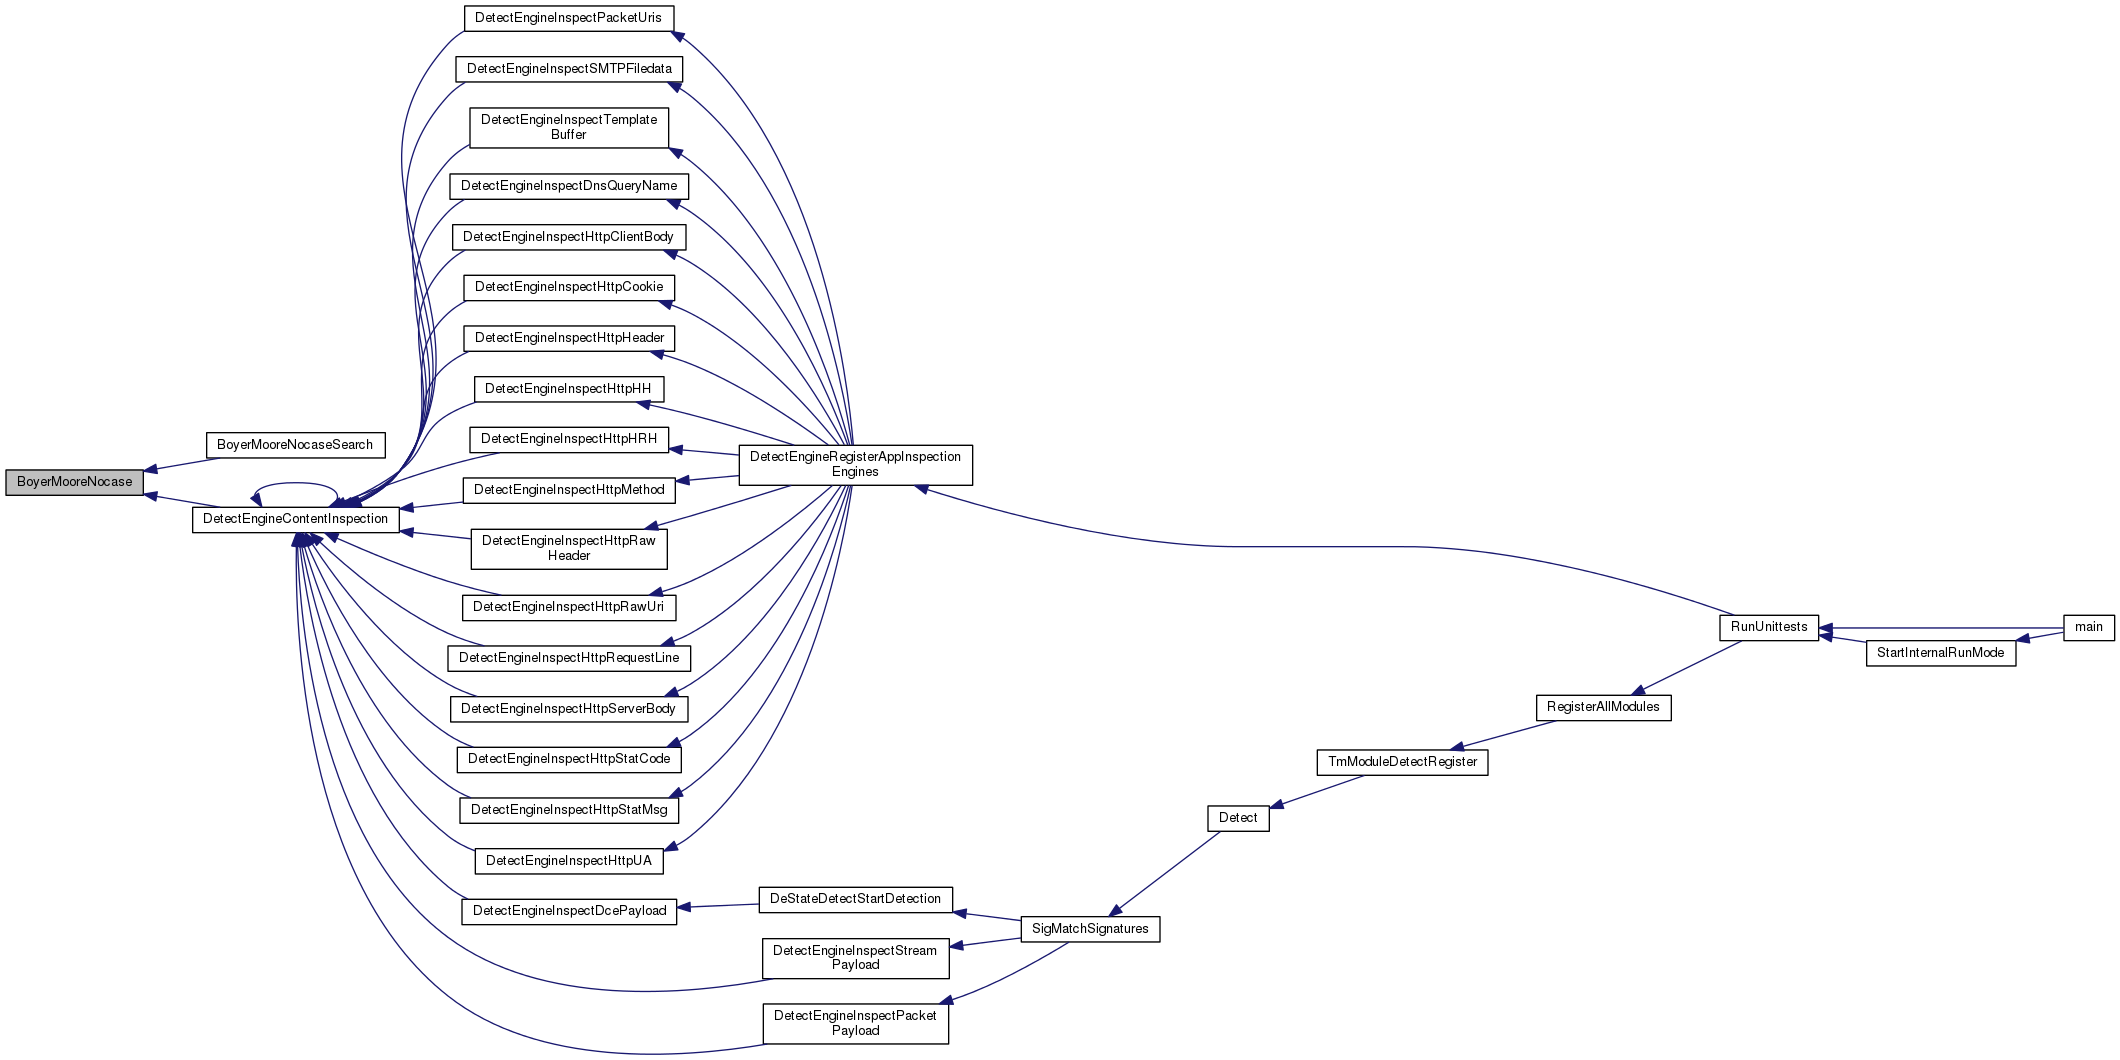 DetectEngineInspectPacketUris
DetectEngineInspectSMTPFiledata
DetectEngineInspectTemplate
Buffer
DetectEngineInspectDnsQueryName
DetectEngineInspectHttpClientBody
DetectEngineInspectHttpCookie
DetectEngineInspectHttpHeader
DetectEngineInspectHttpHH
BoyerMooreNocaseSearch
DetectEngineInspectHttpHRH
DetectEngineRegisterAppInspection
Engines
BoyerMooreNocase
DetectEngineInspectHttpMethod
DetectEngineContentInspection
DetectEngineInspectHttpRaw
Header
DetectEngineInspectHttpRawUri
RunUnittests
main
StartInternalRunMode
DetectEngineInspectHttpRequestLine
DetectEngineInspectHttpServerBody
RegisterAllModules
DetectEngineInspectHttpStatCode
TmModuleDetectRegister
DetectEngineInspectHttpStatMsg
Detect
DetectEngineInspectHttpUA
DetectEngineInspectDcePayload
DeStateDetectStartDetection
SigMatchSignatures
DetectEngineInspectStream
Payload
DetectEngineInspectPacket
Payload